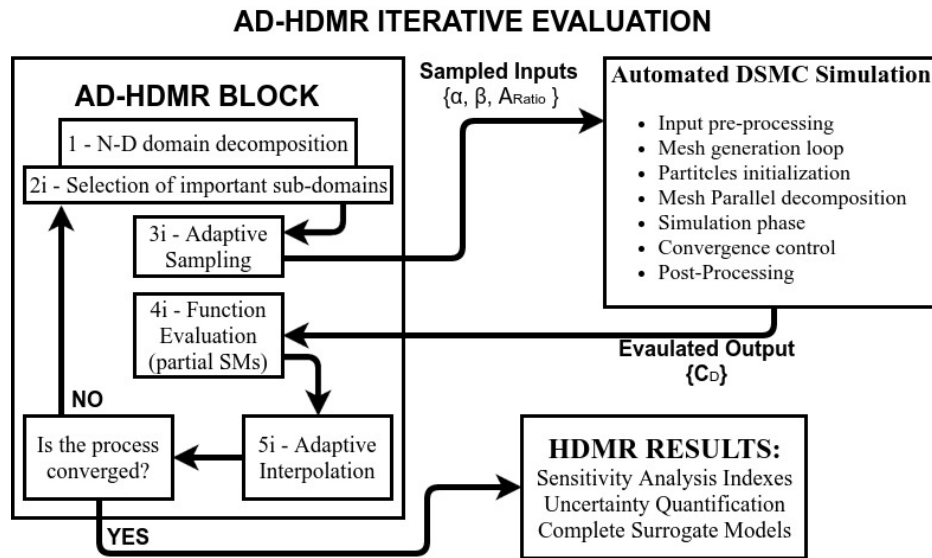 AD-HDMR ITERATIVE EVALUATION
AD-HDMR BLOCK
1 - N-D domain decomposition
2i - Selection of important sub-domains
3i - Adaptive
Sampling
Sampled Inputs
{α, β, ARatio }
Automated DSMC Simulation
• Input pre-processing
• Mesh generation loop
• Partitcles initialization
• Mesh Parallel decomposition
• Simulation phase
• Convergence control
• Post-Processing
Evaulated Output
{CD}
4i - Function
Evaluation
(partial SMs)
5i - Adaptive
Interpolation
Is the process
converged?
NO
YES
HDMR RESULTS:
Sensitivity Analysis Indexes
Uncertainty Quantification
Complete Surrogate Models